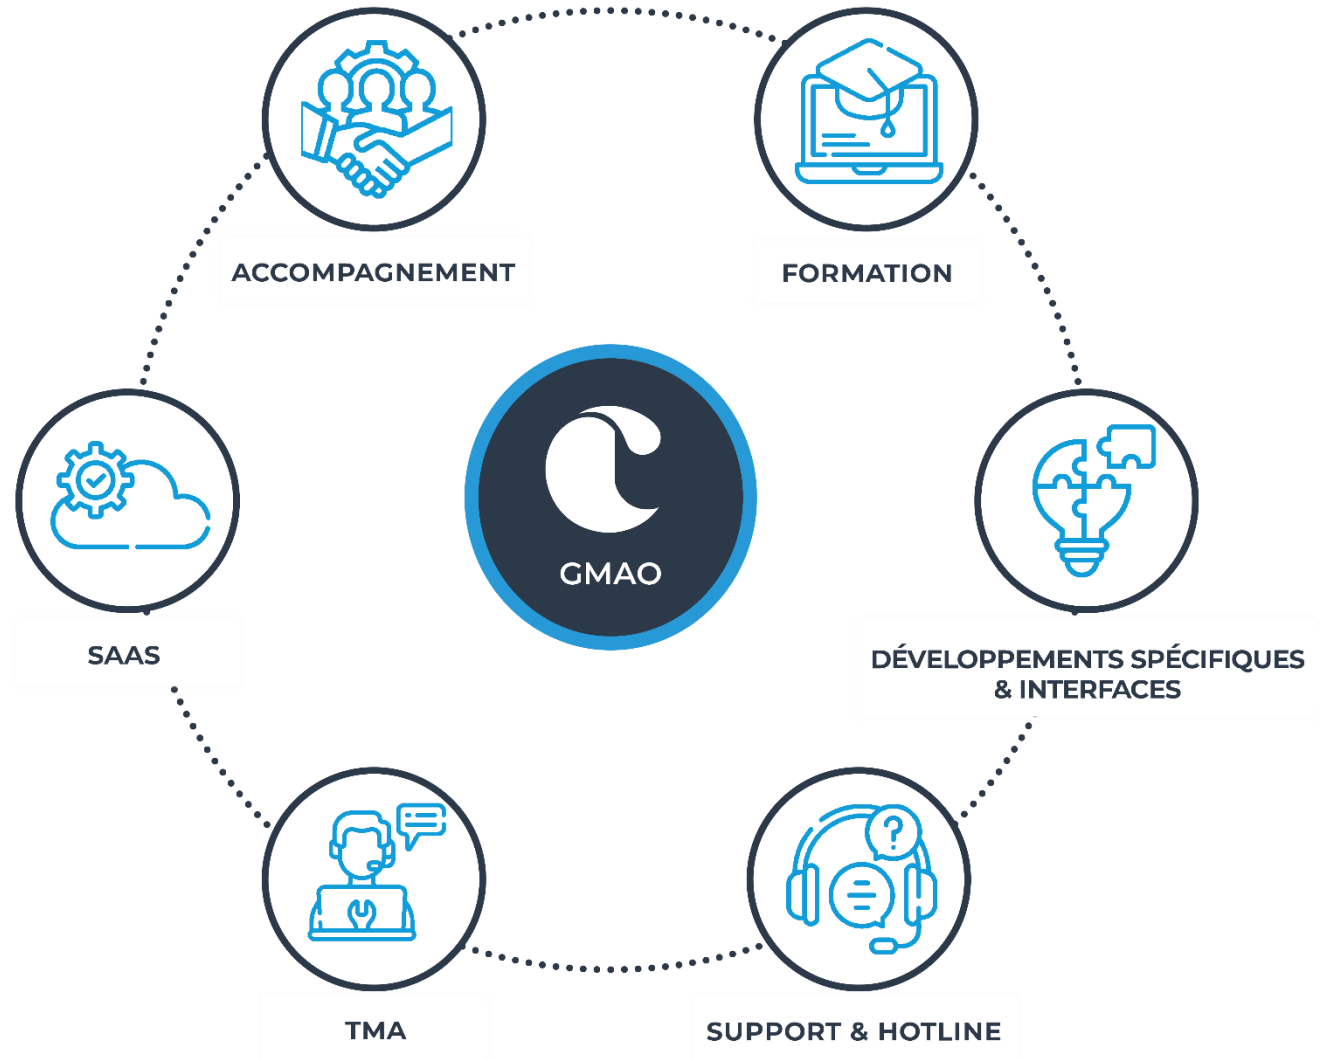 ACCOMPAGNEMENT
FORMATION
GMAO
SAAS
DÉVELOPPEMENTS SPÉCIFIQUES
& INTERFACES
TMA
SUPPORT & HOTLINE